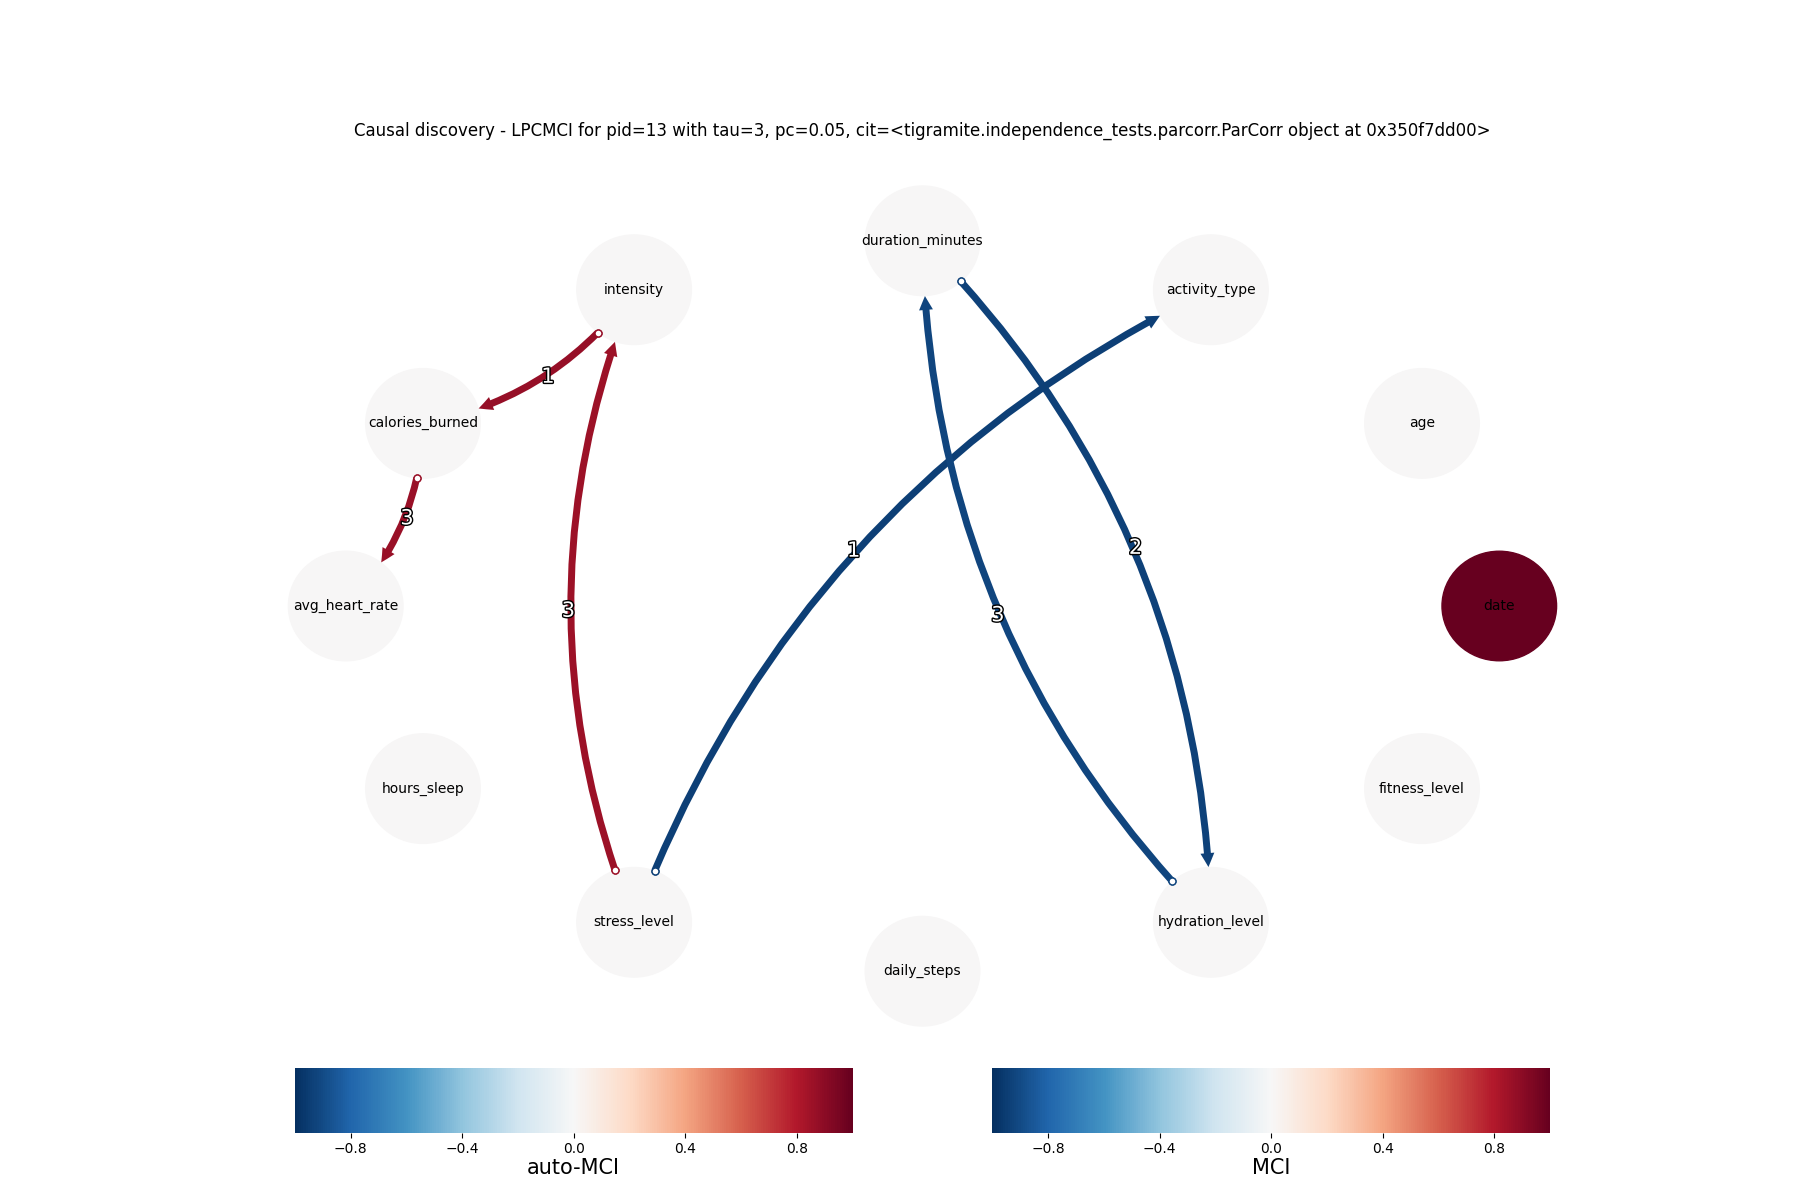 Causal discovery - LPCMCI for pid=13 with tau=3, pc=0.05, cit=<tigramite.independence_tests.parcorr.ParCorr object at 0x350f7dd00>
duration_minutes
intensity
activity_type
1
calories_burned
age
3
1
2
avg_heart_rate
3
3
date
hours_sleep
fitness_level
stress_level
hydration_level
daily_steps
−0.8 −0.4 0.0 0.4 0.8
auto-MCI
−0.8 −0.4 0.0 0.4 0.8
MCI